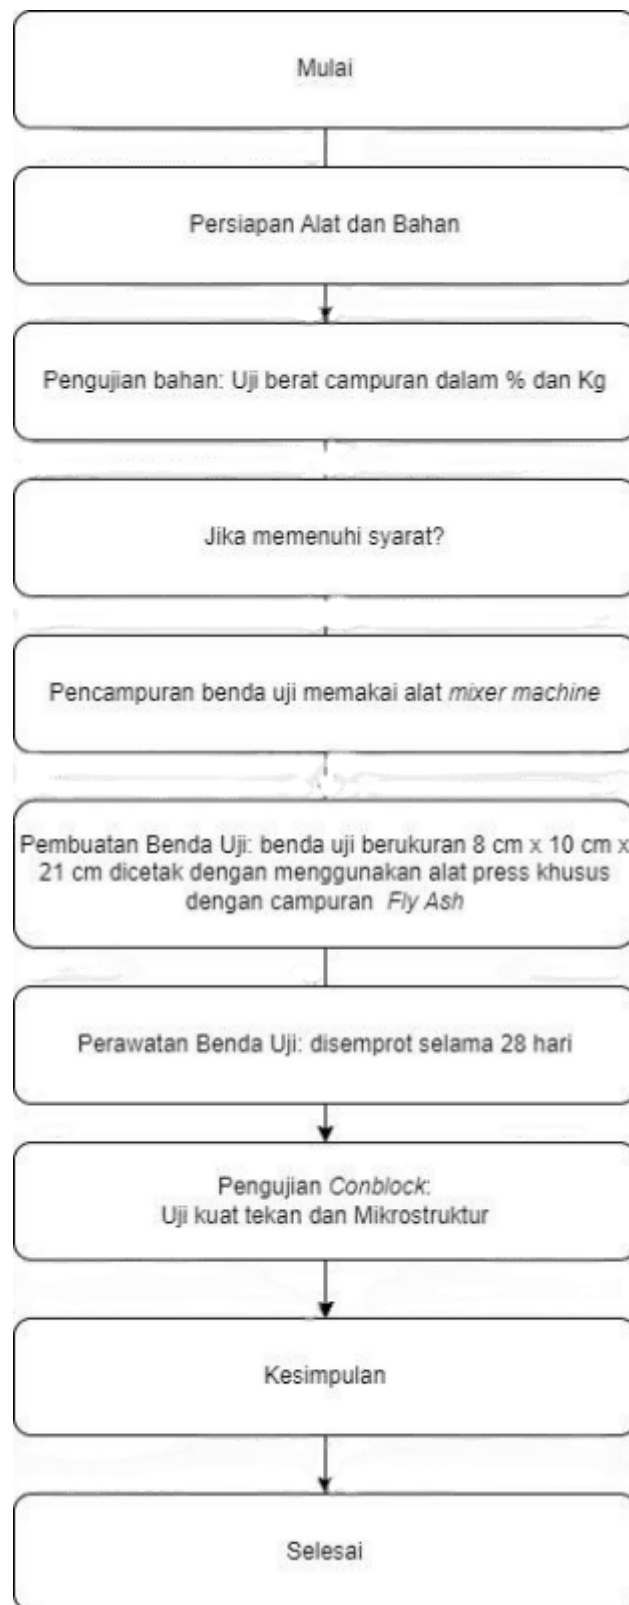 Mulai
Persiapan Alat dan Bahan
Pengujian bahan: Uji berat campuran dalam % dan Kg
Jika memenuhi syarat?
Pencampuran benda uji memakai alat mixer machine
Pembuatan Benda Uji: benda uji berukuran 8 cm x 10 cm x
21 cm dicetak dengan menggunakan alat press khusus
dengan campuran Fly Ash
Perawatan Benda Uji: disemprot selama 28 hari
Pengujian Conblock:
Uji kuat tekan dan Mikrostruktur
Kesimpulan
Selesai